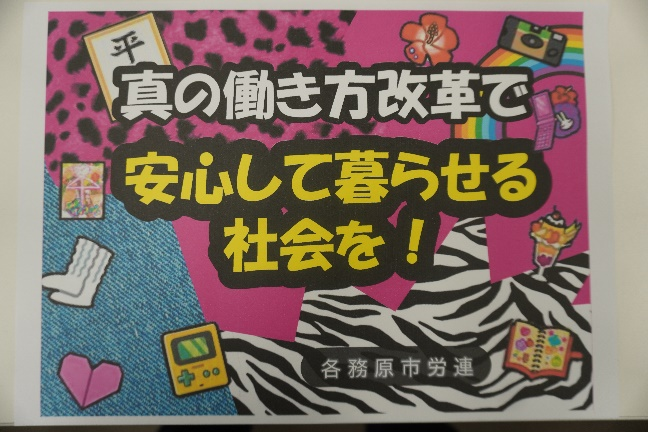 平
真の働き方改革で
安心して暮らせる
社会を！
各務原市労連